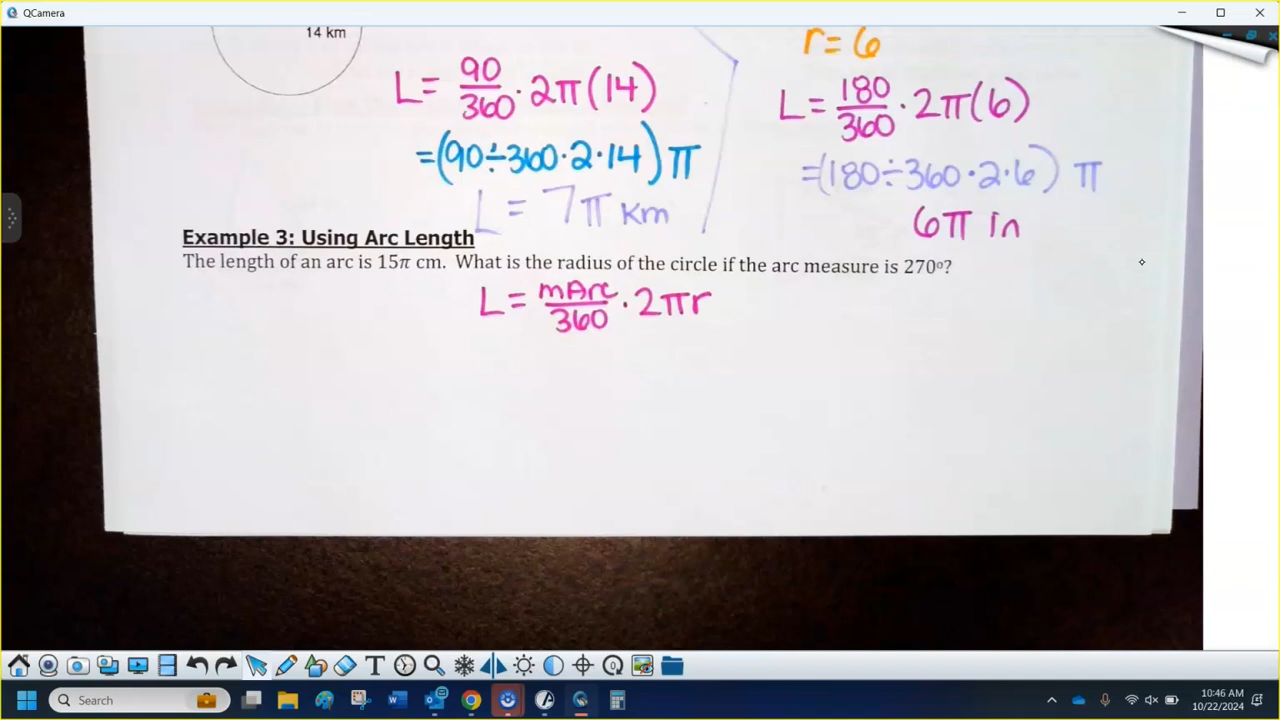 QCamera
14 km
L = 90/360 · 2π(14)
=(90÷360·2·14)π
L = 7π Km
r=6
L = 180/360 · 2π(6)
=(180÷360·2·6) π
6π in
Example 3: Using Arc Length
The length of an arc is 15π cm. What is the radius of the circle if the arc measure is 270°?
L = mArc/360 · 2πr
Search
10:46 AM
10/22/2024